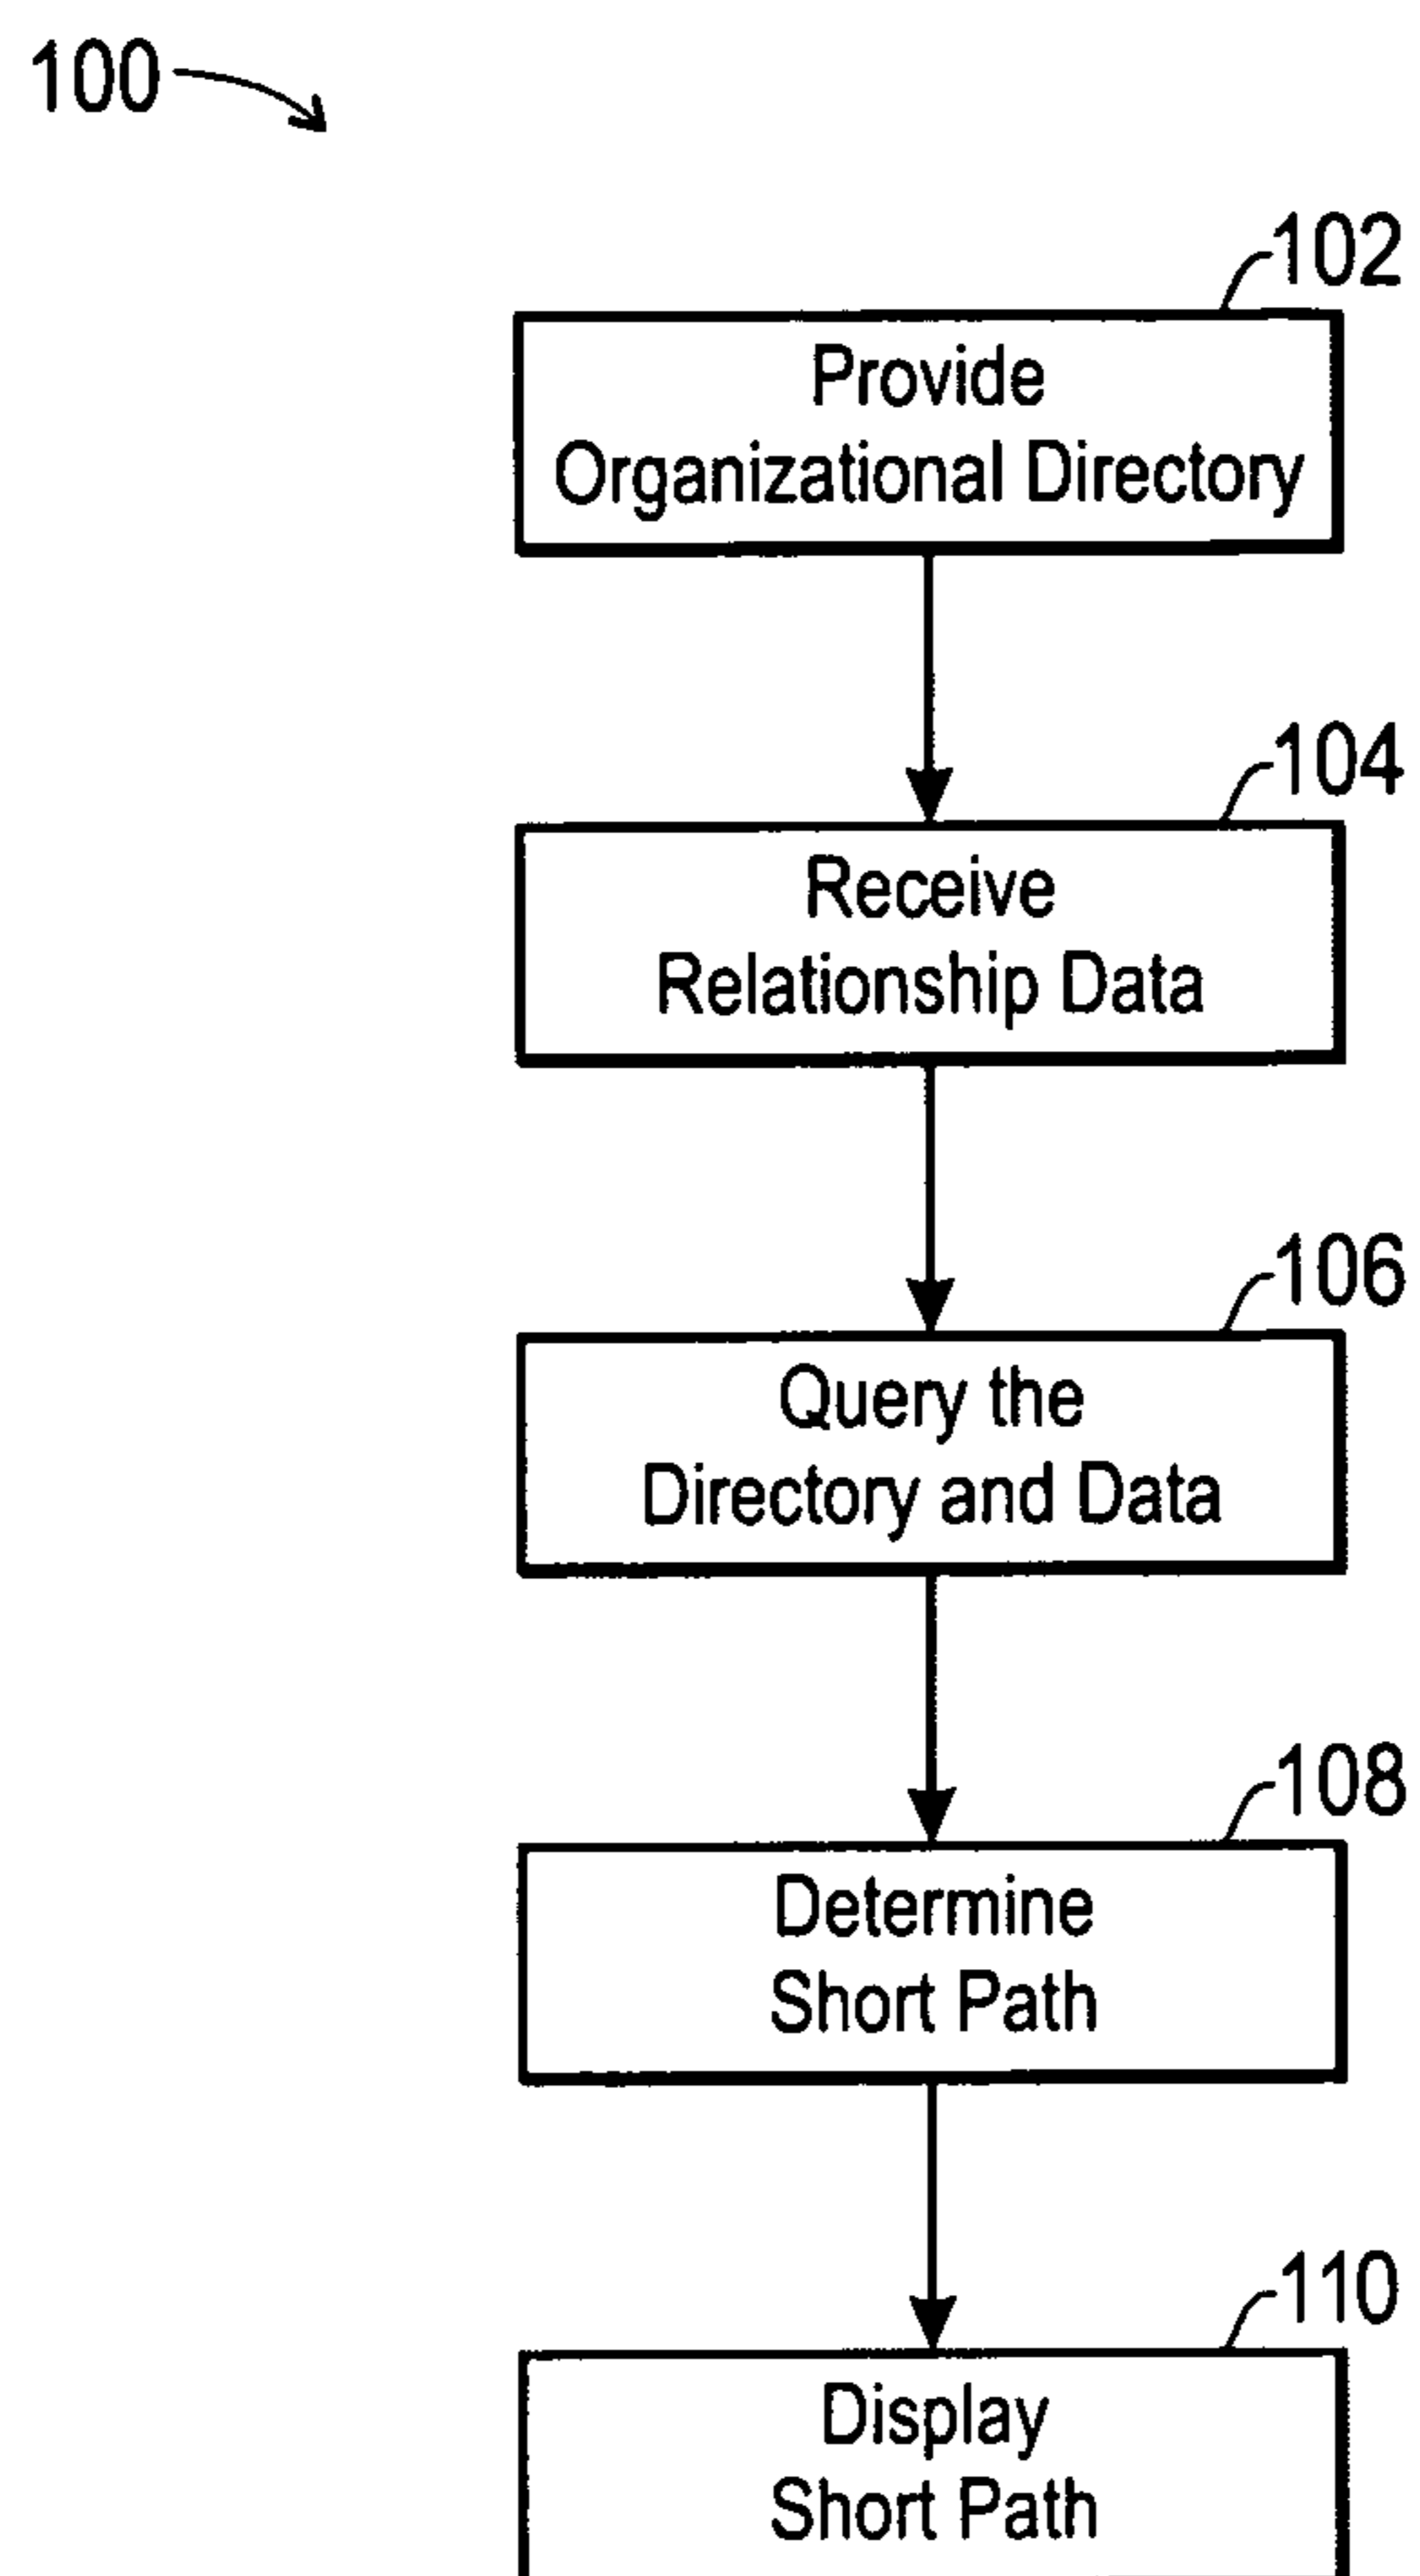 100
102
Provide
Organizational Directory
104
Receive
Relationship Data
106
Query the
Directory and Data
108
Determine
Short Path
110
Display
Short Path